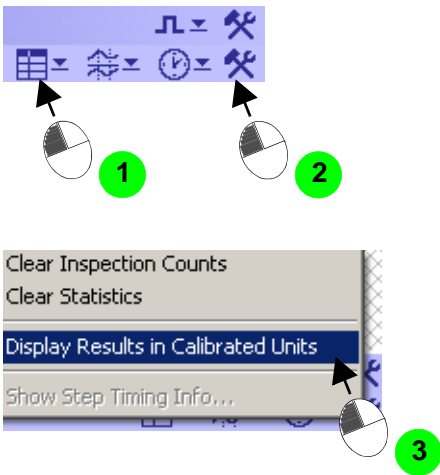 1
2
Clear Inspection Counts
Clear Statistics
Display Results in Calibrated Units
Show Step Timing Info...
3